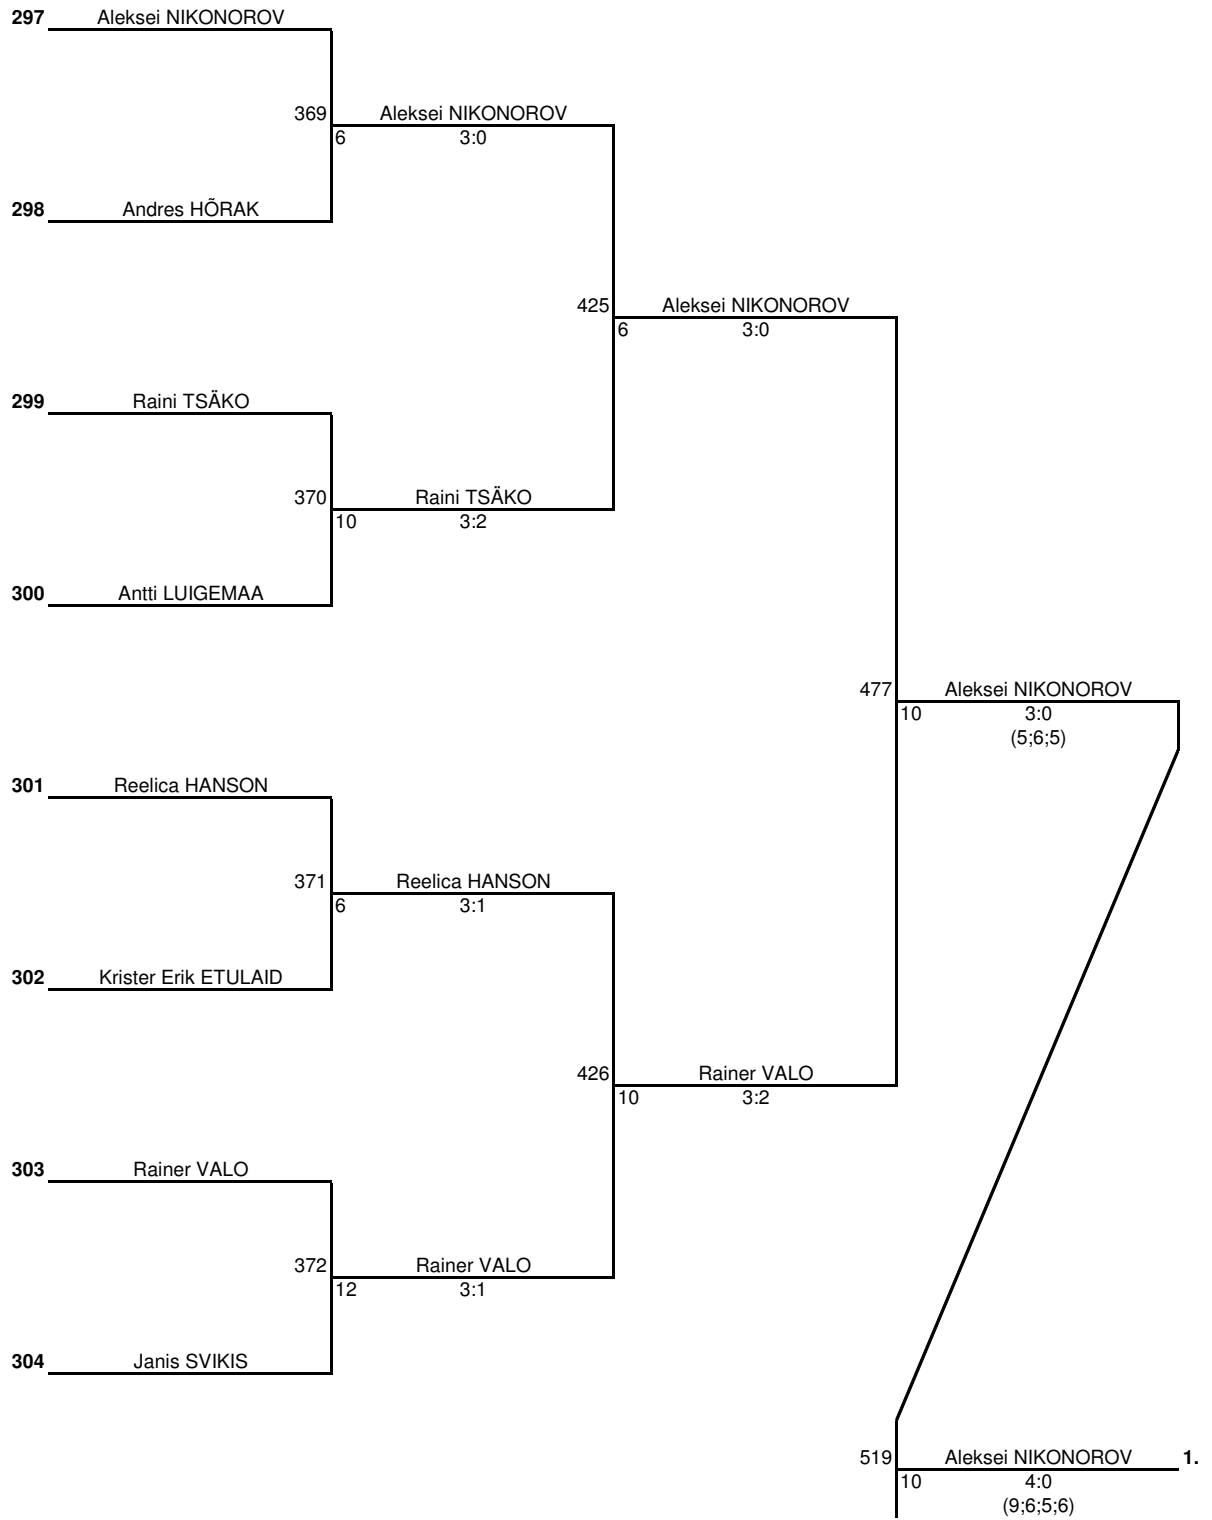 297 Aleksei NIKONOROV
369 Aleksei NIKONOROV
6 3:0
298 Andres HÕRAK
425 Aleksei NIKONOROV
6 3:0
299 Raini TSÄKO
370 Raini TSÄKO
10 3:2
300 Antti LUIGEMAA
477 Aleksei NIKONOROV
10 3:0
(5;6;5)
301 Reelica HANSON
371 Reelica HANSON
6 3:1
302 Krister Erik ETULAID
426 Rainer VALO
10 3:2
303 Rainer VALO
372 Rainer VALO
12 3:1
304 Janis SVIKIS
519 Aleksei NIKONOROV 1.
10 4:0
(9;6;5;6)